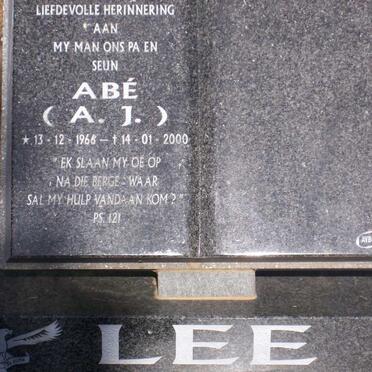 LIEFDEVOLLE HERINNERING
AAN
MY MAN ONS PA EN
SEUN
ABÉ
( A. J. )
★ 13 - 12 - 1966 — † 14 - 01 - 2000
"EK SLAAN MY OË OP
NA DIE BERGE - WAAR
SAL MY HULP VANDAAN KOM?"
PS. 121
LEE